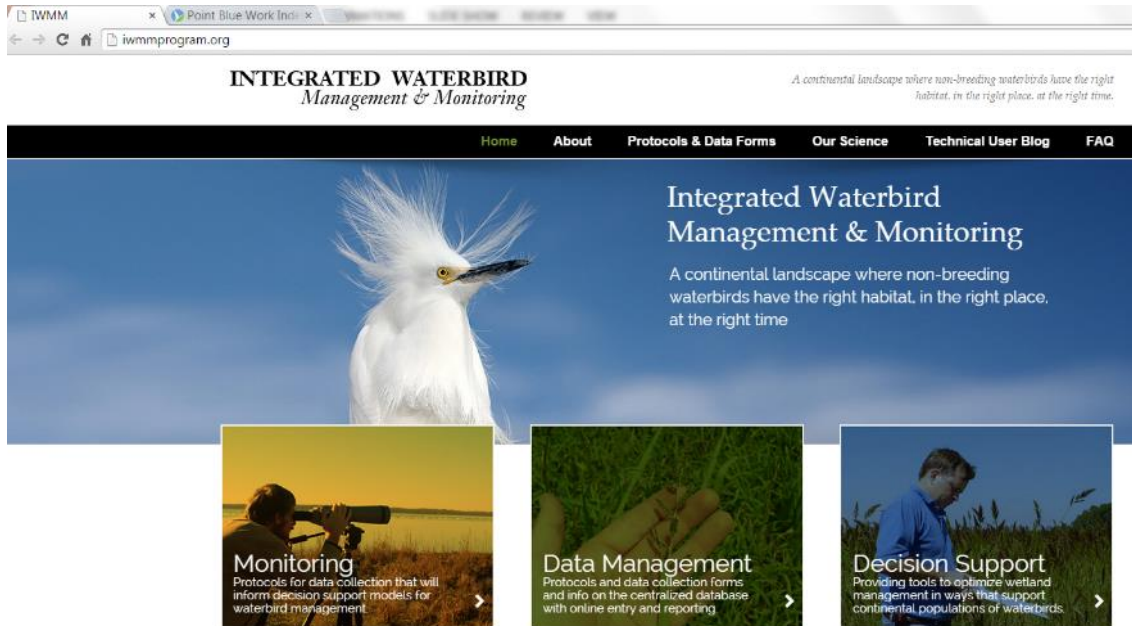 IWMM
Point Blue Work Ind
SLIDE SHOW REVIEW VIEW
iwmmprogram.org
INTEGRATED WATERBIRD
Management & Monitoring
A continental landscape where non-breeding waterbirds have the right
habitat, in the right place, at the right time.
Home About Protocols & Data Forms Our Science Technical User Blog FAQ
Integrated Waterbird
Management & Monitoring
A continental landscape where non-breeding
waterbirds have the right habitat, in the right place,
at the right time
Monitoring
Protocols for data collection that will
inform decision support models for
waterbird management
Data Management
Protocols and data collection forms
and info on the centralized database
with online entry and reporting
Decision Support
Providing tools to optimize wetland
management in ways that support
continental populations of waterbirds.